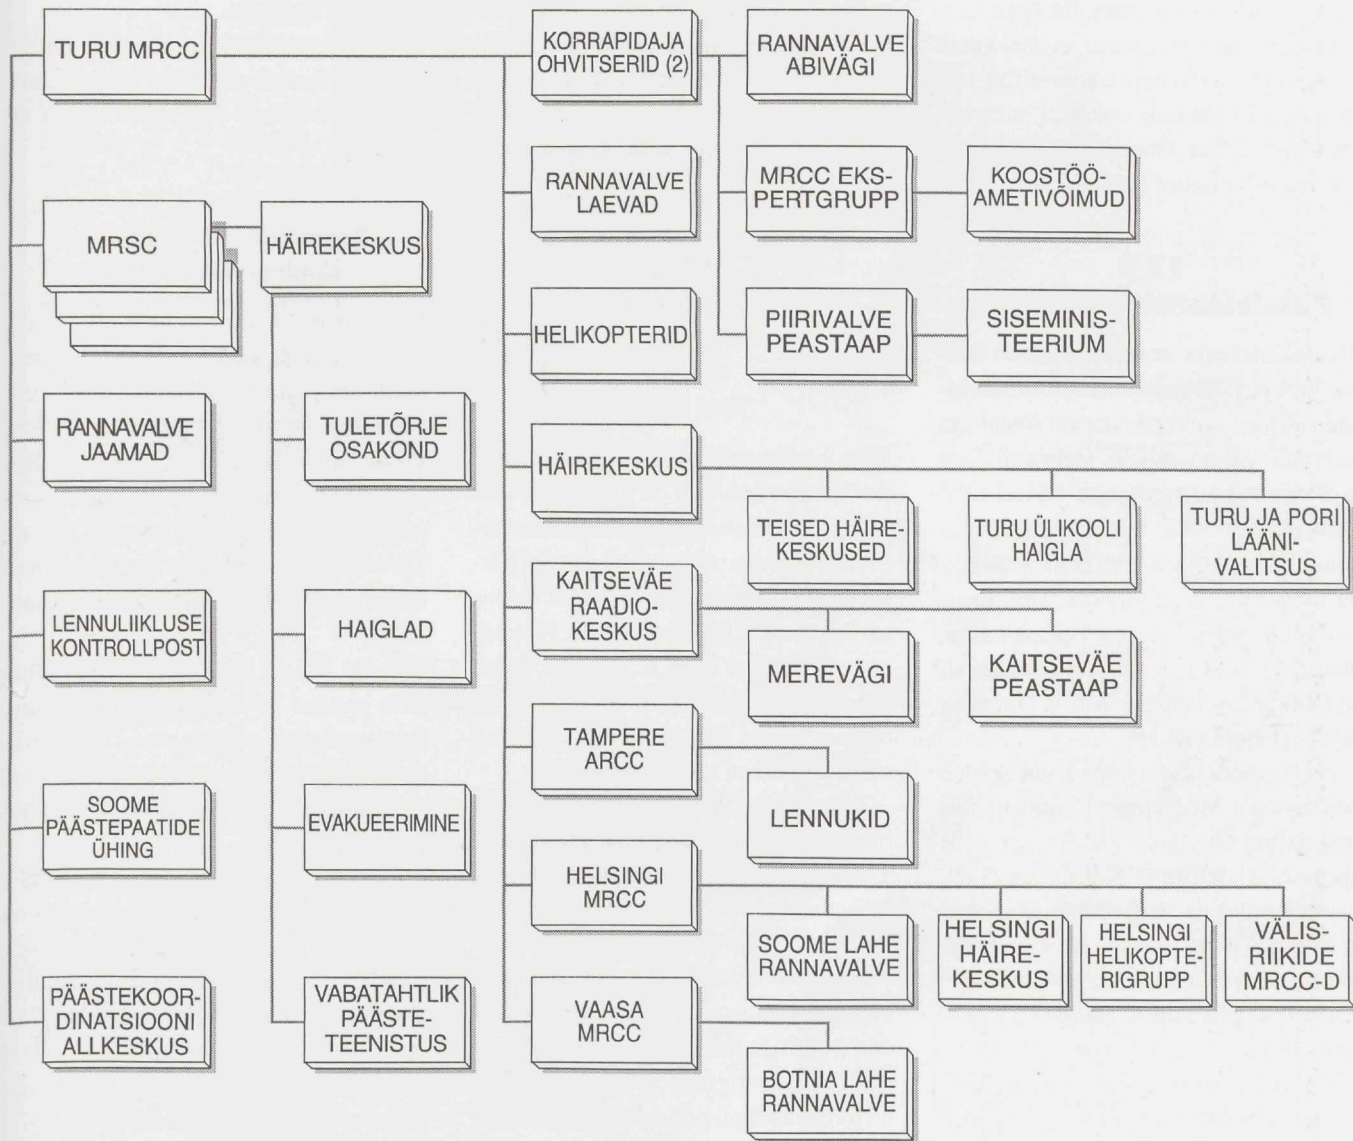 TURU MRCC
KORRAPIDAJA
OHVITSERID (2)
RANNAVALVE
ABIVÄGI
MRSC
HÄIREKESKUS
RANNAVALVE
LAEVAD
MRCC EKS-
PERTGRUPP
KOOSTÖÖ-
AMETIVÕIMUD
HELIKOPTERID
PIIRIVALVE
PEASTAAP
SISEMINIS-
TEERIUM
RANNAVALVE
JAAMAD
TULETÕRJE
OSAKOND
HÄIREKESKUS
TEISED HÄIRE-
KESKUSED
TURU ÜLIKOOLI
HAIGLA
TURU JA PORI
LÄÄNI-
VALITSUS
LENNULIIKLUSE
KONTROLLPOST
HAIGLAD
KAITSEVÄE
RAADIO-
KESKUS
MEREVÄGI
KAITSEVÄE
PEASTAAP
TAMPERE
ARCC
LENNUKID
SOOME
PÄÄSTEPAATIDE
ÜHING
EVAKUEERIMINE
HELSINGI
MRCC
SOOME LAHE
RANNAVALVE
HELSINGI
HÄIRE-
KESKUS
HELSINGI
HELIKOPTE-
RIGRUPP
VÄLIS-
RIIKIDE
MRCC-D
PÄÄSTEKOOR-
DINATSIOONI
ALLKESKUS
VABATAHTLIK
PÄÄSTE-
TEENISTUS
VAASA
MRCC
BOTNIA LAHE
RANNAVALVE